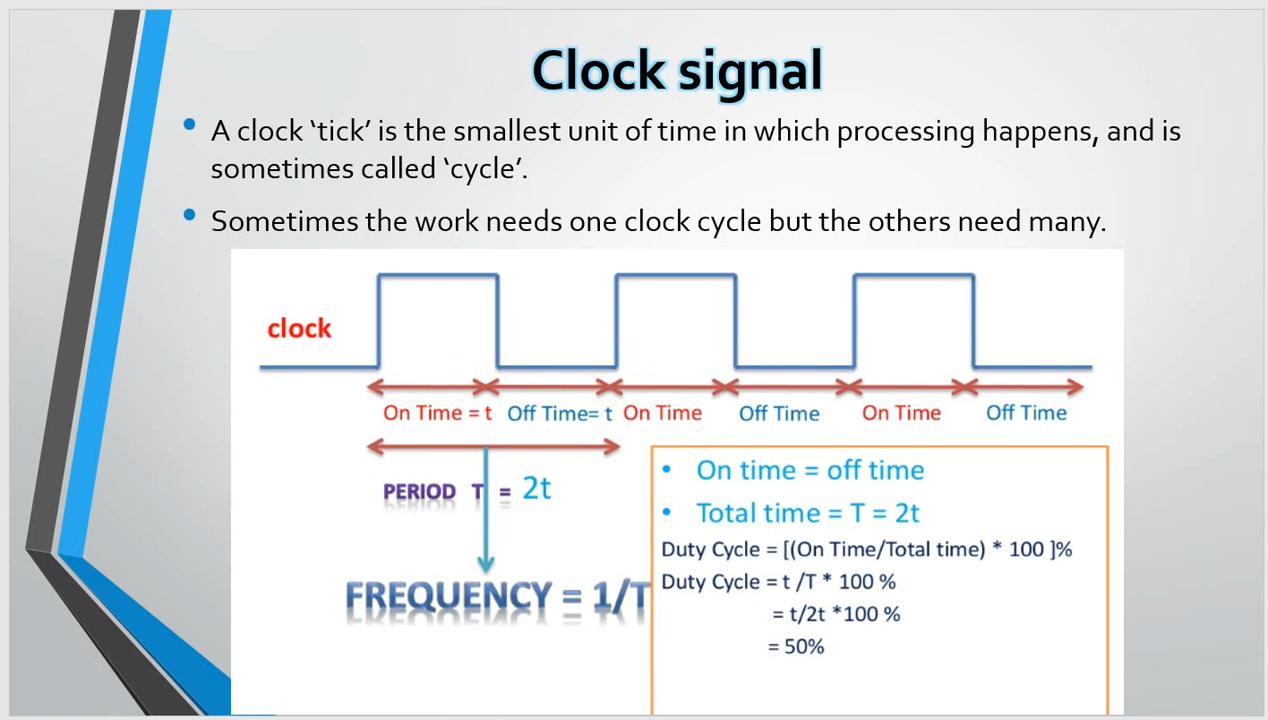 Clock signal
• A clock ‘tick’ is the smallest unit of time in which processing happens, and is
sometimes called ‘cycle’.
• Sometimes the work needs one clock cycle but the others need many.
clock
On Time = t Off Time= t On Time Off Time On Time Off Time
PERIOD T = 2t
FREQUENCY = 1/T
• On time = off time
• Total time = T = 2t
Duty Cycle = [(On Time/Total time) * 100 ]%
Duty Cycle = t /T * 100 %
= t/2t *100 %
= 50%